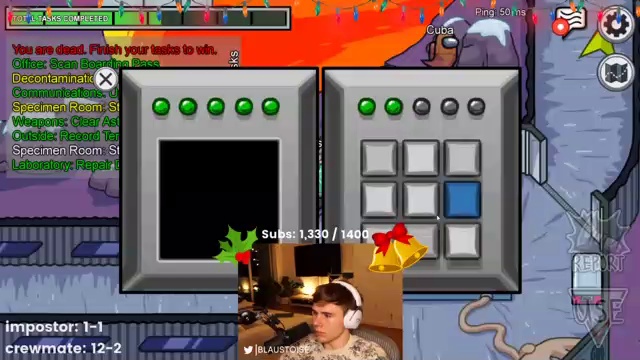 TOTAL TASKS COMPLETED
Ping: 50 ms
Cuba
You are dead. Finish your tasks to win.
Office: Scan Boarding Pass
Decontaminatio
Communications: U
Specimen Room: St
Weapons: Clear Ast
Outside: Record Tem
Specimen Room: St
Laboratory: Repair D
sks
Subs: 1,330 / 1400
REPORT
USE
impostor: 1-1
crewmate: 12-2